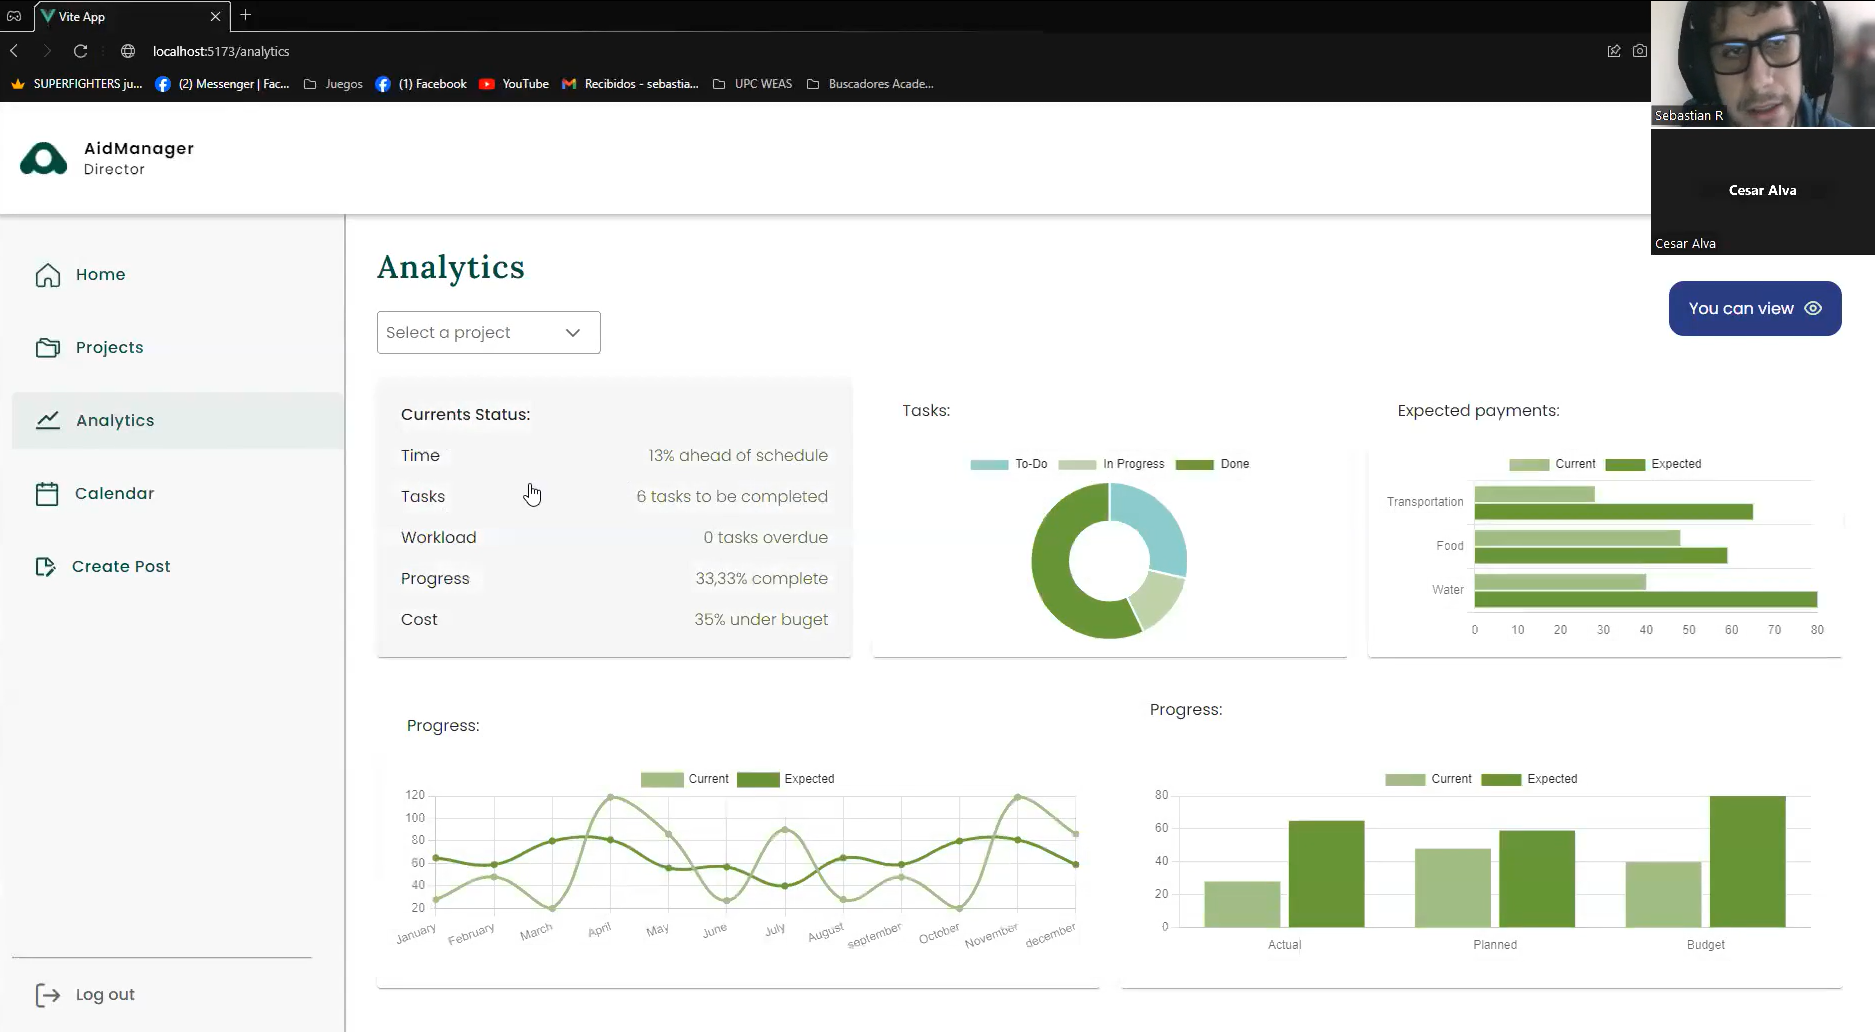 Vite App
localhost:5173/analytics
SUPERFIGHTERS ju... (2) Messenger | Fac... Juegos (1) Facebook YouTube Recibidos - sebastia... UPC WEAS Buscadores Acade...
Sebastian R
Cesar Alva
Cesar Alva
AidManager
Director
Home
Projects
Analytics
Calendar
Create Post
Log out
Analytics
Select a project
You can view
Currents Status:
Time 13% ahead of schedule
Tasks 6 tasks to be completed
Workload 0 tasks overdue
Progress 33,33% complete
Cost 35% under buget
Tasks:
To-Do In Progress Done
Expected payments:
Current Expected
Transportation
Food
Water
0 10 20 30 40 50 60 70 80
Progress:
Current Expected
120
100
80
60
40
20
January February March April May June July August september October November december
Progress:
Current Expected
80
60
40
20
0
Actual Planned Budget